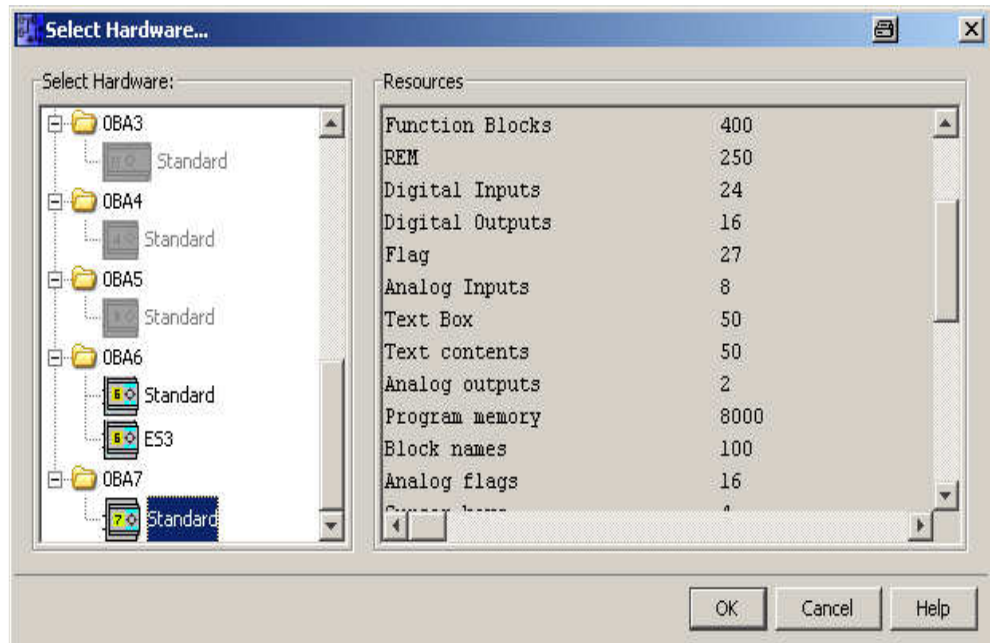 Select Hardware...
Select Hardware:
0BA3
Standard
0BA4
Standard
0BA5
Standard
0BA6
Standard
ES3
0BA7
Standard
Resources
Function Blocks 400
REM 250
Digital Inputs 24
Digital Outputs 16
Flag 27
Analog Inputs 8
Text Box 50
Text contents 50
Analog outputs 2
Program memory 8000
Block names 100
Analog flags 16
OK Cancel Help